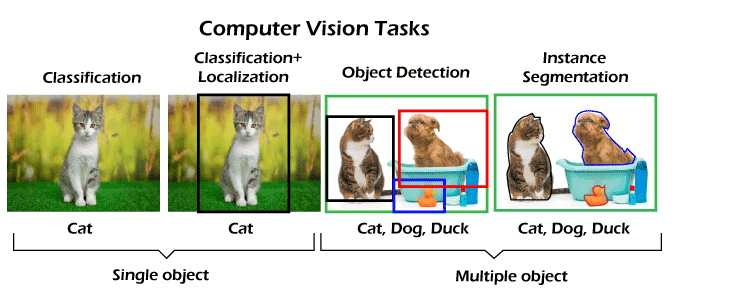 Computer Vision Tasks
Classification
Classification+
Localization
Object Detection
Instance
Segmentation
Cat
Cat
Cat, Dog, Duck
Cat, Dog, Duck
Single object
Multiple object